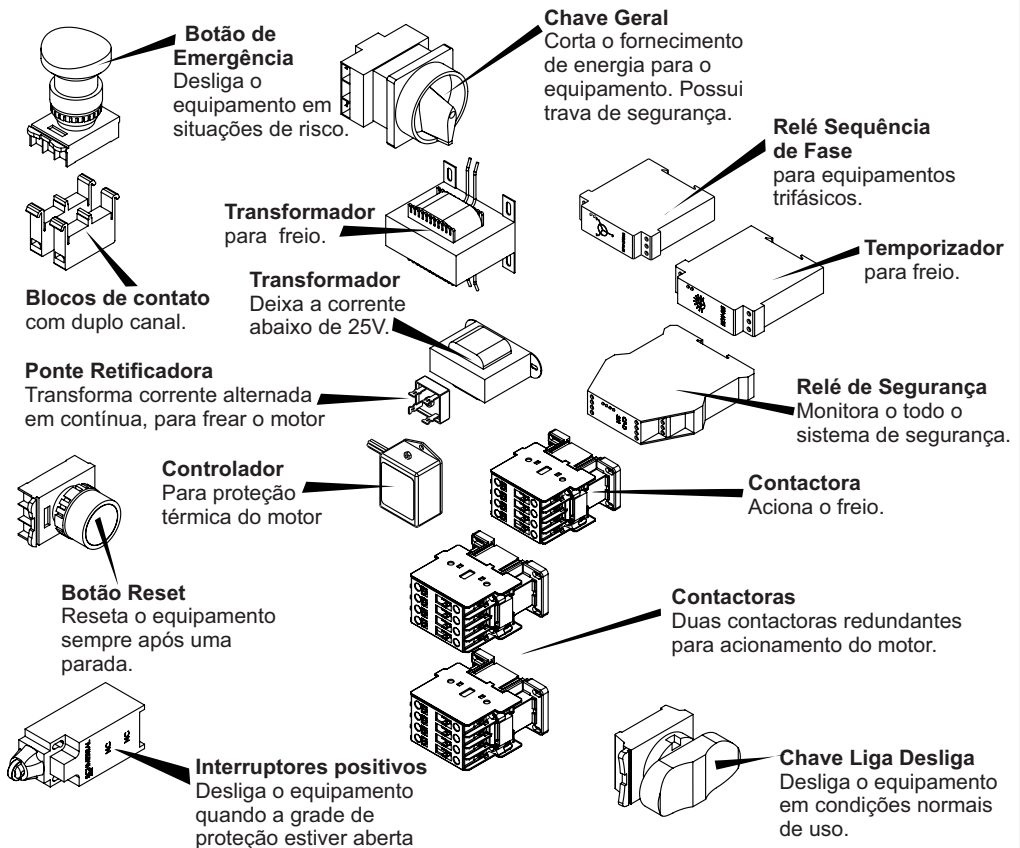 Botão de
Emergência
Desliga o
equipamento em
situações de risco.
Chave Geral
Corta o fornecimento
de energia para o
equipamento. Possui
trava de segurança.
Relé Sequência
de Fase
para equipamentos
trifásicos.
Transformador
para freio.
Temporizador
para freio.
Blocos de contato
com duplo canal.
Transformador
Deixa a corrente
abaixo de 25V.
Ponte Retificadora
Transforma corrente alternada
em contínua, para frear o motor
Relé de Segurança
Monitora o todo o
sistema de segurança.
Controlador
Para proteção
térmica do motor
Contactora
Aciona o freio.
Botão Reset
Reseta o equipamento
sempre após uma
parada.
Contactoras
Duas contactoras redundantes
para acionamento do motor.
NC
NC
Interruptores positivos
Desliga o equipamento
quando a grade de
proteção estiver aberta
Chave Liga Desliga
Desliga o equipamento
em condições normais
de uso.